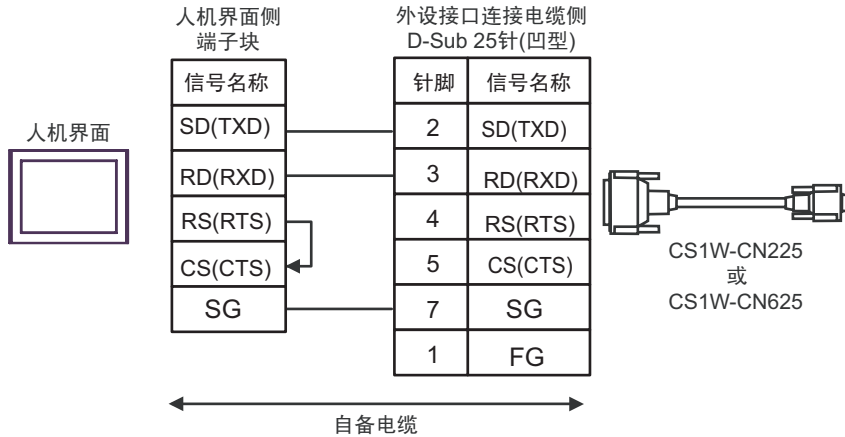 人机界面侧
端子块
外设接口连接电缆侧
D-Sub 25针(凹型)
信号名称
针脚 信号名称
人机界面
SD(TXD)
2 SD(TXD)
RD(RXD)
3 RD(RXD)
RS(RTS)
4 RS(RTS)
CS(CTS)
5 CS(CTS)
SG
7 SG
1 FG
CS1W-CN225
或
CS1W-CN625
自备电缆